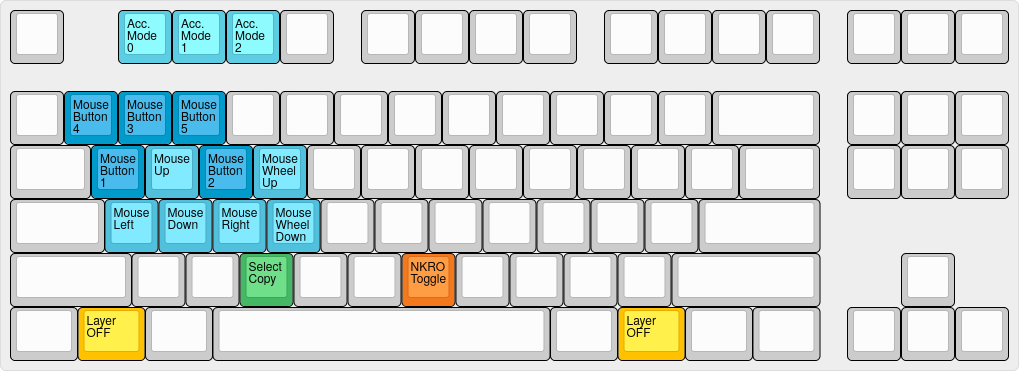 Acc.
Mode
0
Acc.
Mode
1
Acc.
Mode
2
Mouse
Button
4
Mouse
Button
3
Mouse
Button
5
Mouse
Button
1
Mouse
Up
Mouse
Button
2
Mouse
Wheel
Up
Mouse
Left
Mouse
Down
Mouse
Right
Mouse
Wheel
Down
Select
Copy
NKRO
Toggle
Layer
OFF
Layer
OFF